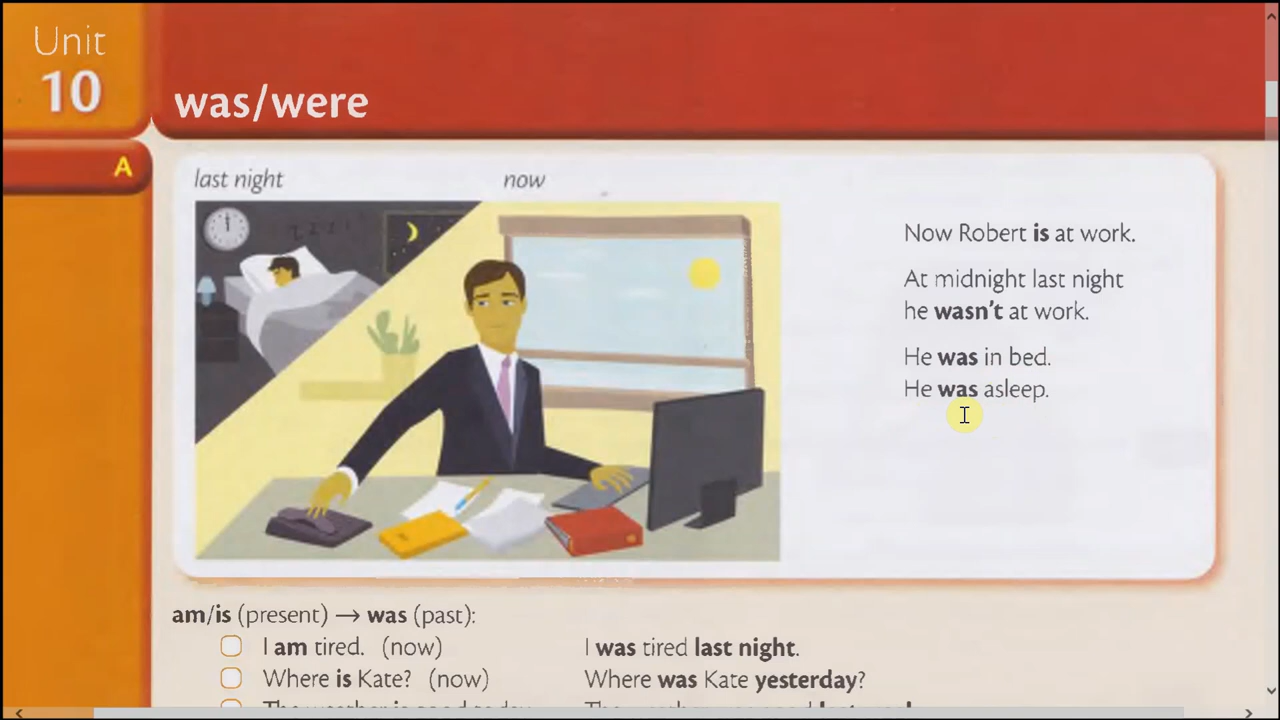 Unit
10
was/were
A
last night now
Now Robert is at work.
At midnight last night
he wasn't at work.
He was in bed.
He was asleep.
am/is (present) → was (past):
I am tired. (now) I was tired last night.
Where is Kate? (now) Where was Kate yesterday?